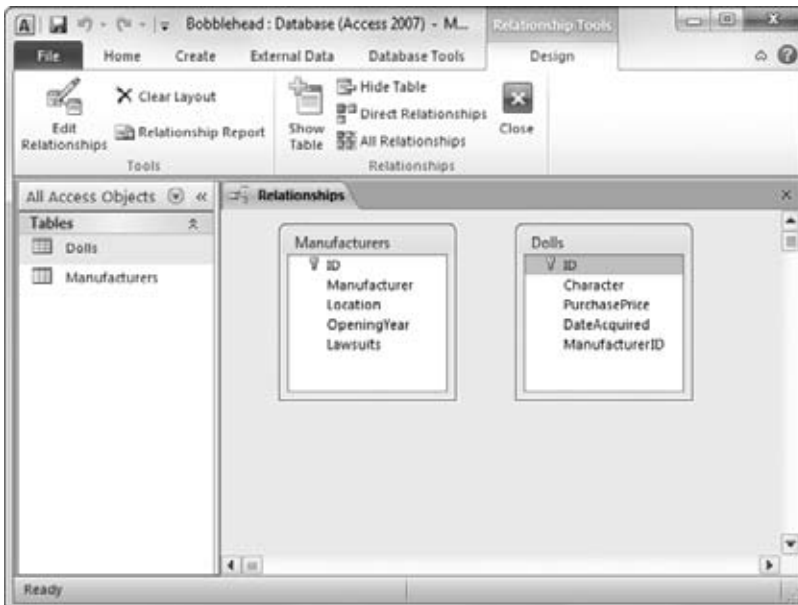 A Bobblehead : Database (Access 2007) - M... Relationship Tools
File Home Create External Data Database Tools Design
Edit Relationships
Clear Layout
Relationship Report
Tools
Show Table
Hide Table
Direct Relationships
All Relationships
Relationships
Close
All Access Objects
Tables
Dolls
Manufacturers
Relationships
Manufacturers
ID
Manufacturer
Location
OpeningYear
Lawsuits
Dolls
ID
Character
PurchasePrice
DateAcquired
ManufacturerID
Ready